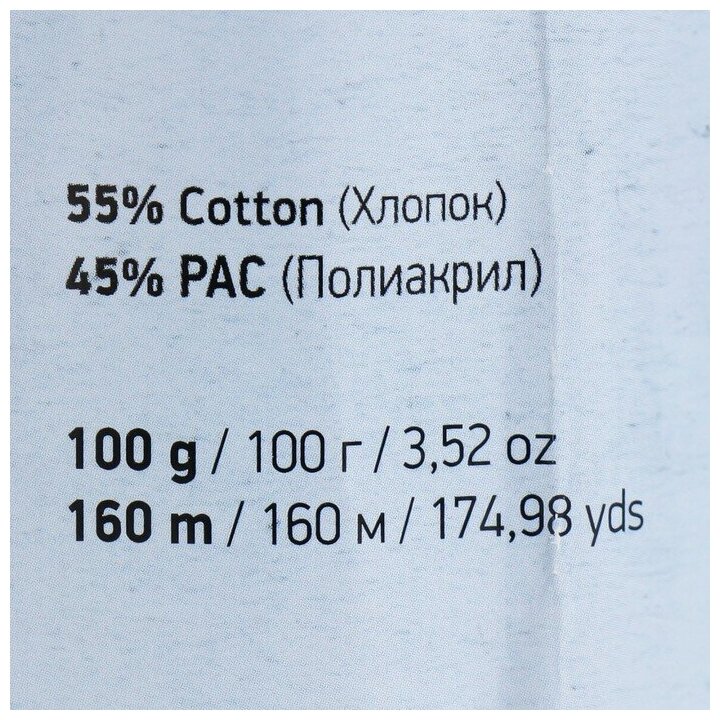 55% Cotton (Хлопок)
45% PAC (Полиакрил)
100 g / 100 г / 3,52 oz
160 m / 160 м / 174,98 yds